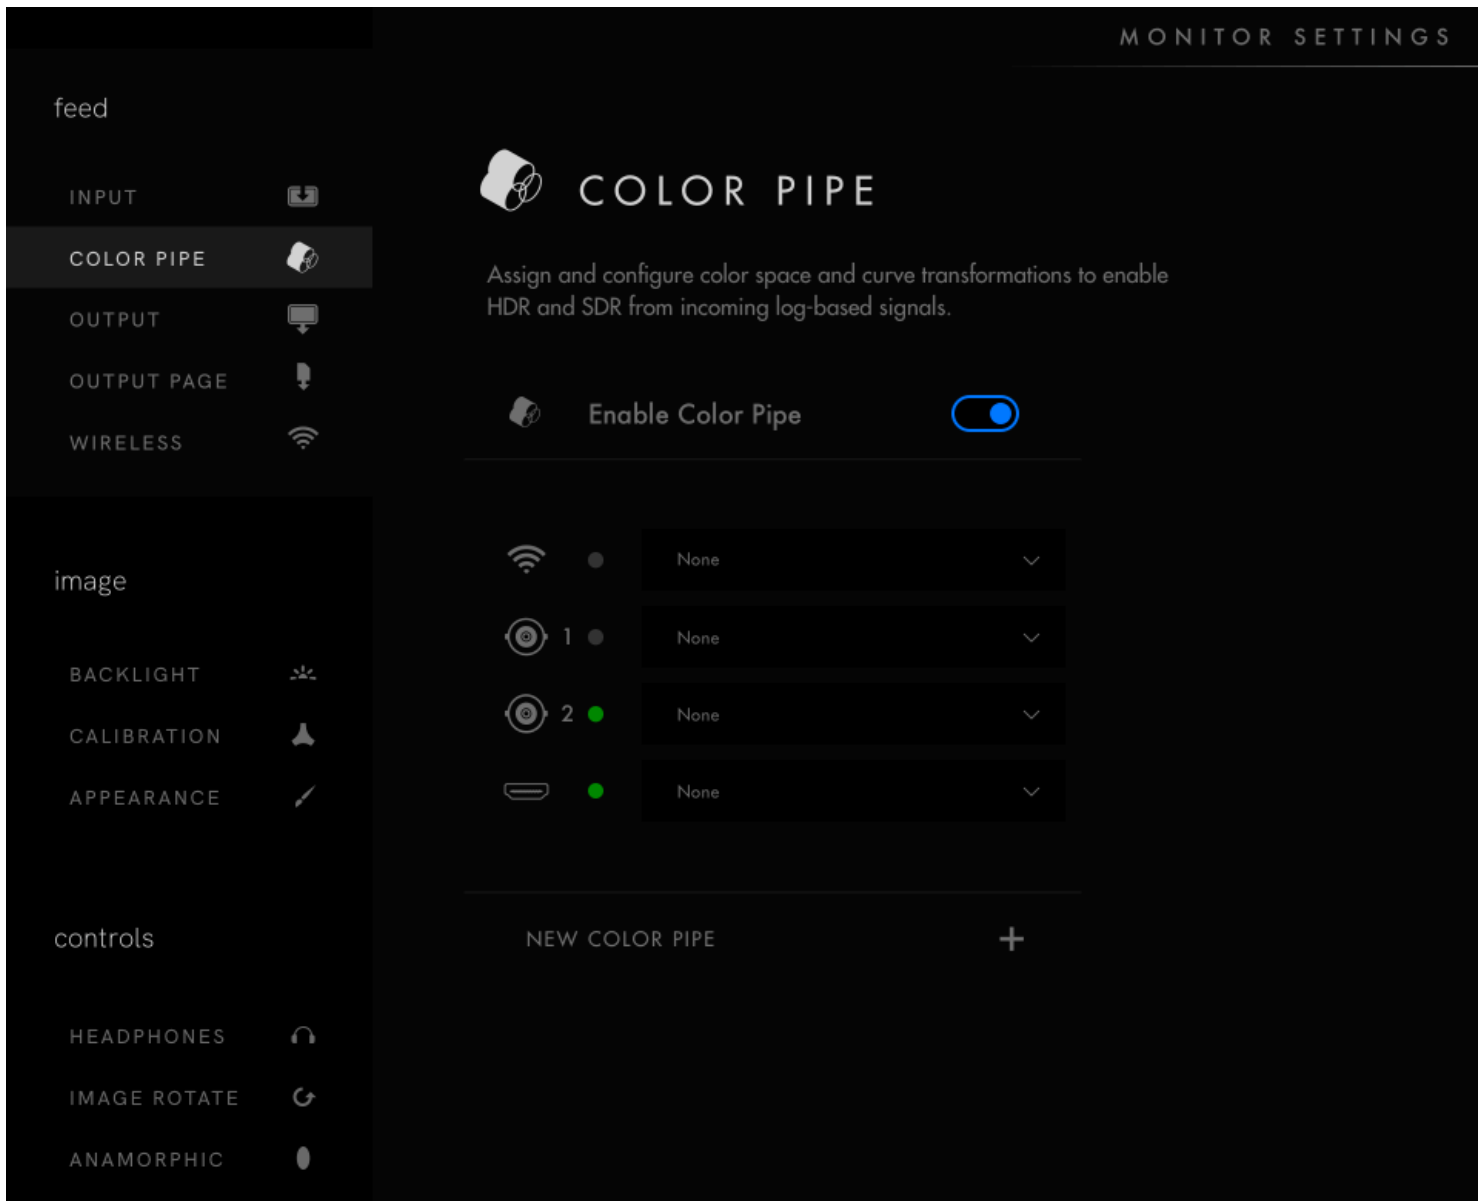 MONITOR SETTINGS
feed
INPUT
COLOR PIPE
OUTPUT
OUTPUT PAGE
WIRELESS
image
BACKLIGHT
CALIBRATION
APPEARANCE
controls
HEADPHONES
IMAGE ROTATE
ANAMORPHIC
COLOR PIPE
Assign and configure color space and curve transformations to enable
HDR and SDR from incoming log-based signals.
Enable Color Pipe
None
1 None
2 None
None
NEW COLOR PIPE +